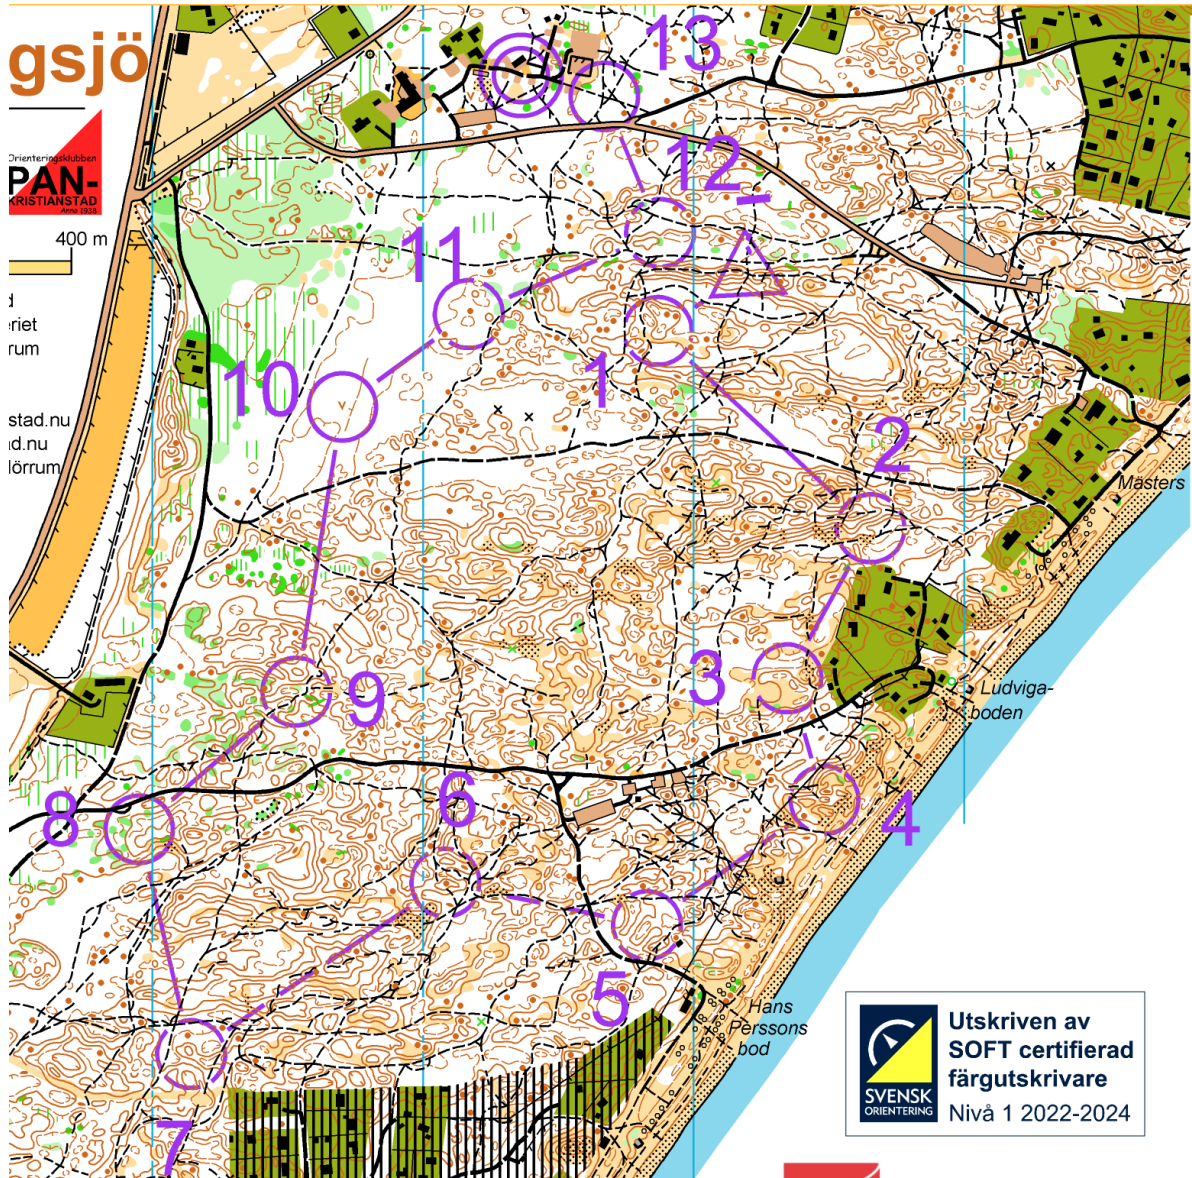 gsjö
Orienteringsklubben
PAN-
KRISTIANSTAD
Anno 1938
400 m
d
eriet
rum
stad.nu
ad.nu
lörrum
13
12
11
10
1
2
Mästers
3
9
Ludviga-
boden
6
8
4
5
Hans
Perssons
bod
7
SVENSK
ORIENTERING
Utskriven av
SOFT certifierad
färgutskrivare
Nivå 1 2022-2024